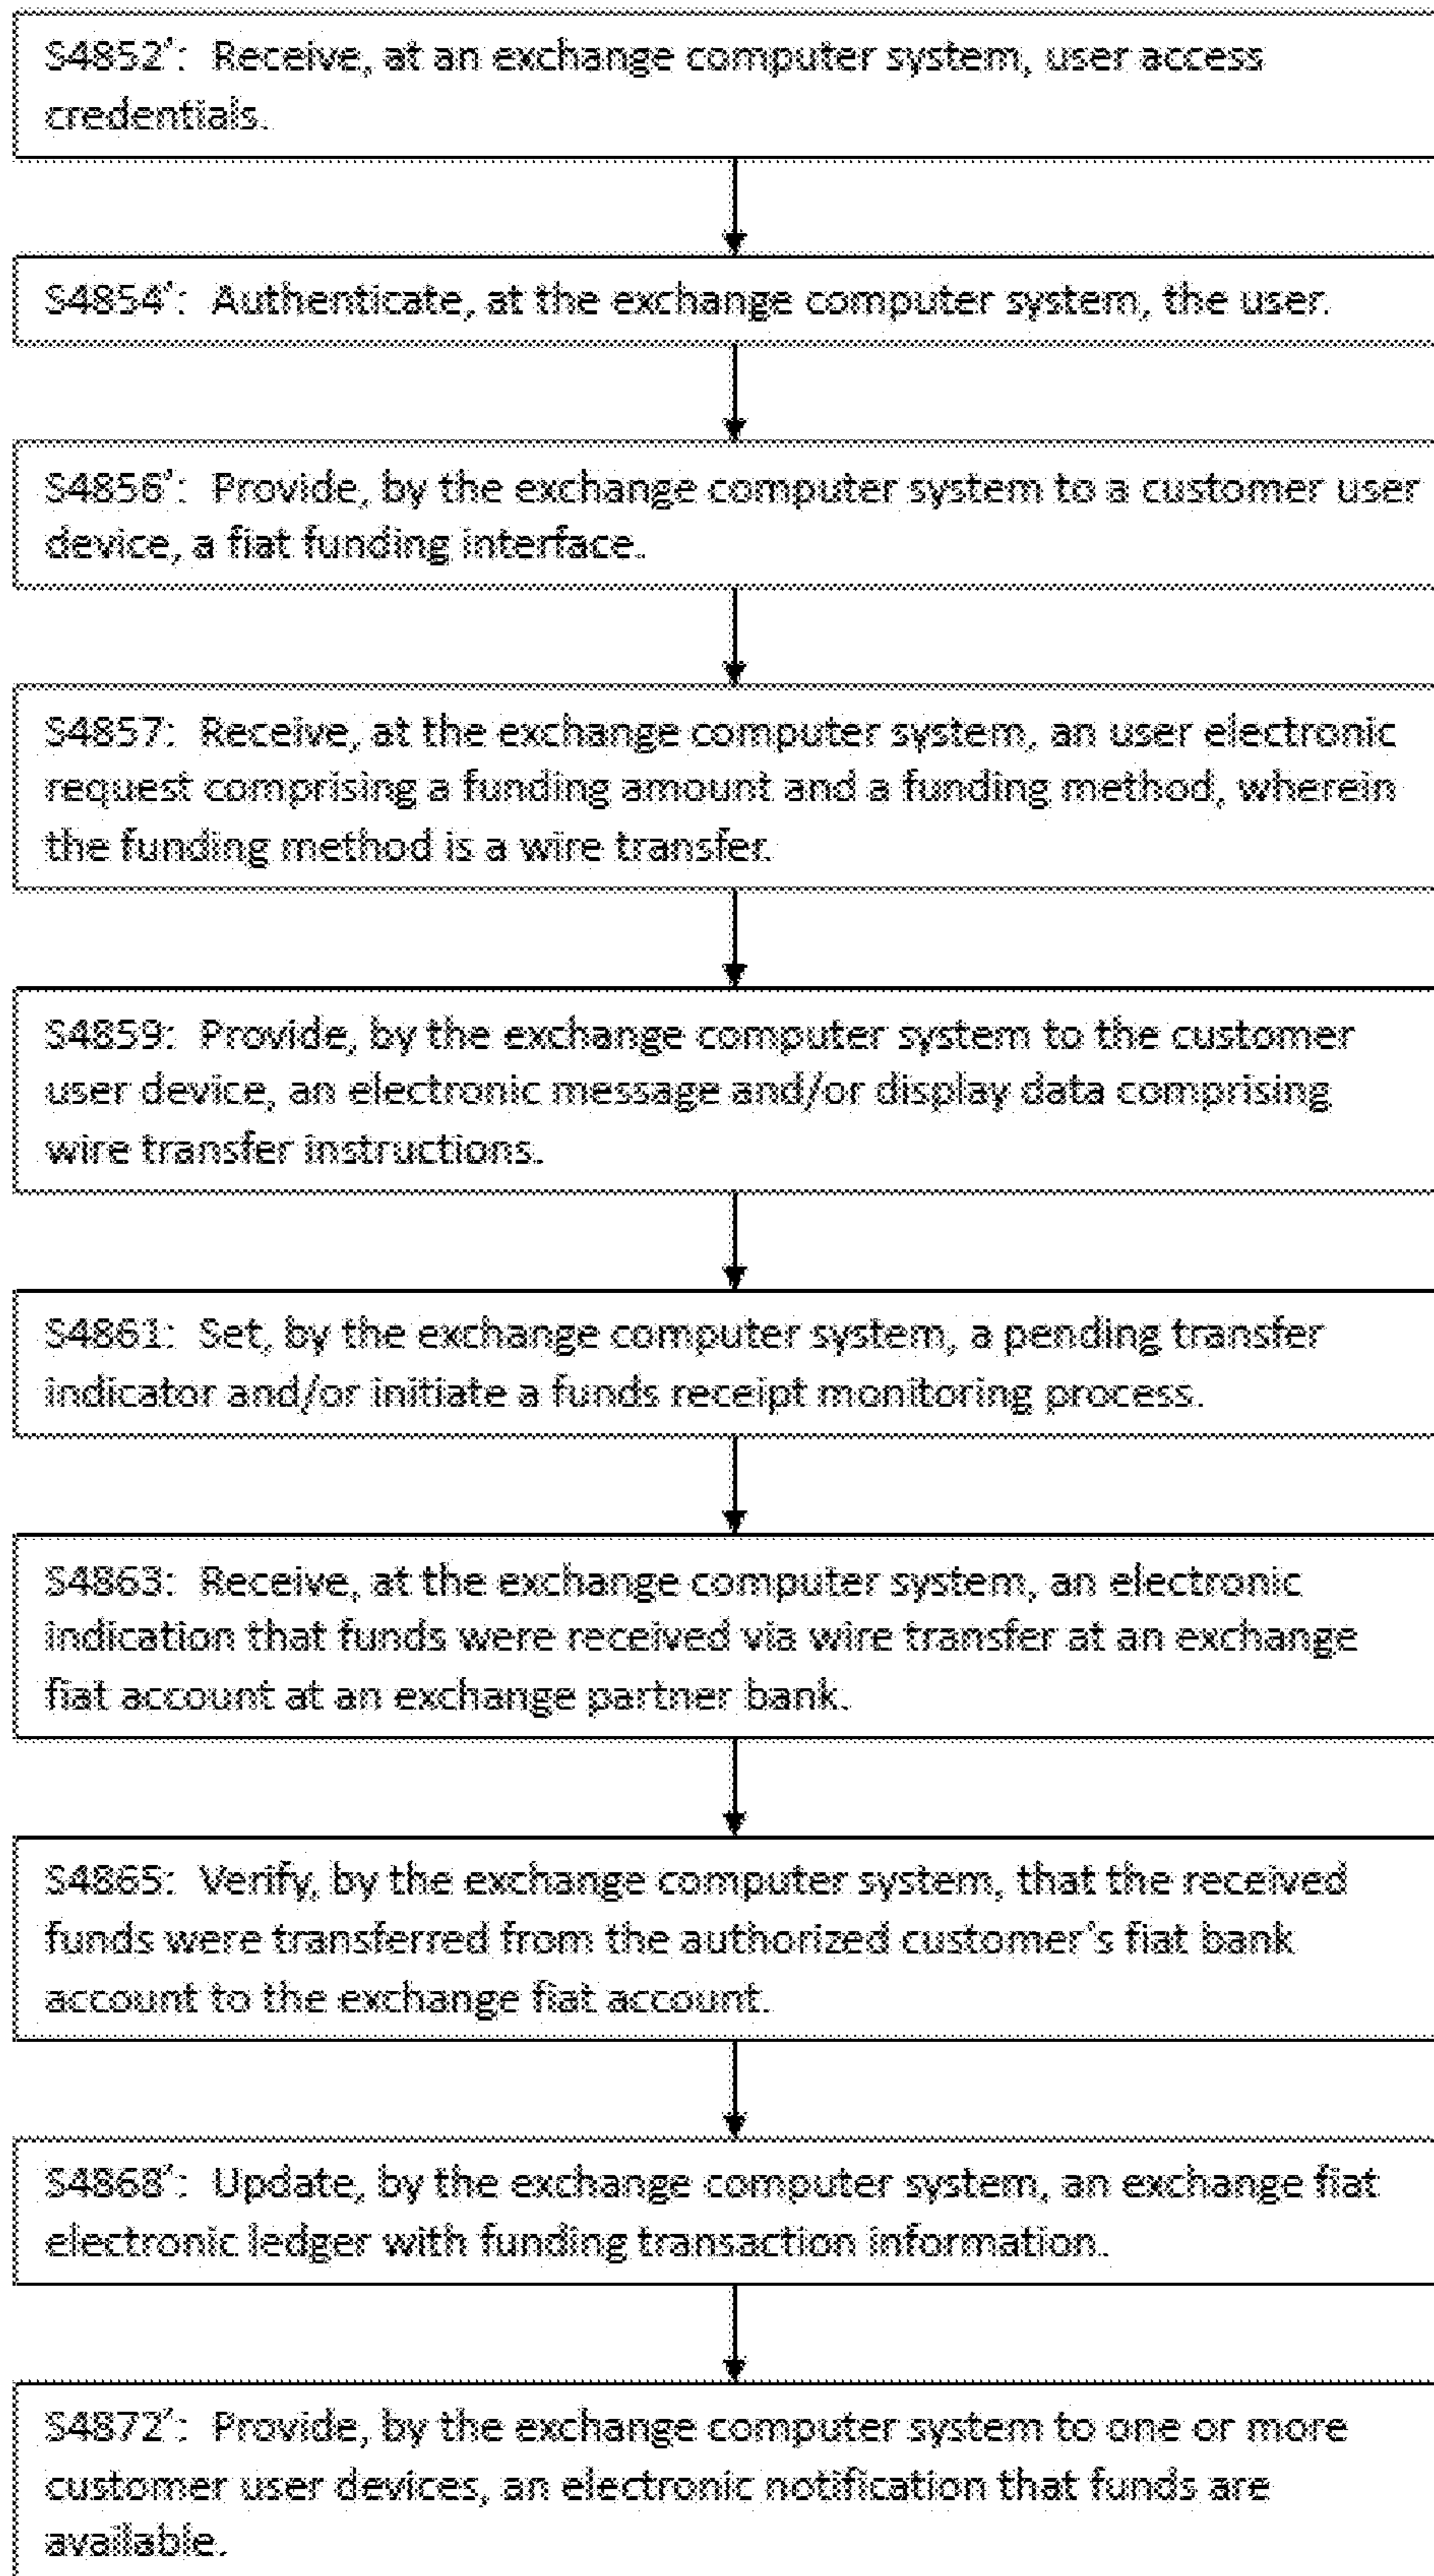 S4852': Receive, at an exchange computer system, user access
credentials.
S4854': Authenticate, at the exchange computer system, the user.
S4856': Provide, by the exchange computer system to a customer user
device, a fiat funding interface.
S4857: Receive, at the exchange computer system, an user electronic
request comprising a funding amount and a funding method, wherein
the funding method is a wire transfer.
S4859: Provide, by the exchange computer system to the customer
user device, an electronic message and/or display data comprising
wire transfer instructions.
S4861: Set, by the exchange computer system, a pending transfer
indicator and/or initiate a funds receipt monitoring process.
S4863: Receive, at the exchange computer system, an electronic
indication that funds were received via wire transfer at an exchange
fiat account at an exchange partner bank.
S4865: Verify, by the exchange computer system, that the received
funds were transferred from the authorized customer's fiat bank
account to the exchange fiat account.
S4868': Update, by the exchange computer system, an exchange fiat
electronic ledger with funding transaction information.
S4872': Provide, by the exchange computer system to one or more
customer user devices, an electronic notification that funds are
available.